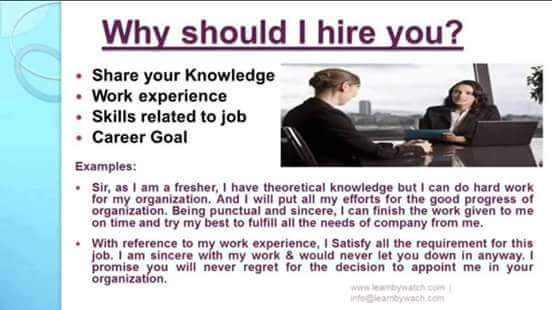 Why should I hire you?
• Share your Knowledge
• Work experience
• Skills related to job
• Career Goal
Examples:
• Sir, as I am a fresher, I have theoretical knowledge but I can do hard work
for my organization. And I will put all my efforts for the good progress of
organization. Being punctual and sincere, I can finish the work given to me
on time and try my best to fulfill all the needs of company from me.
• With reference to my work experience, I Satisfy all the requirement for this
job. I am sincere with my work & would never let you down in anyway. I
promise you will never regret for the decision to appoint me in your
organization.
www.learnbywatch.com |
info@learnbywach.com